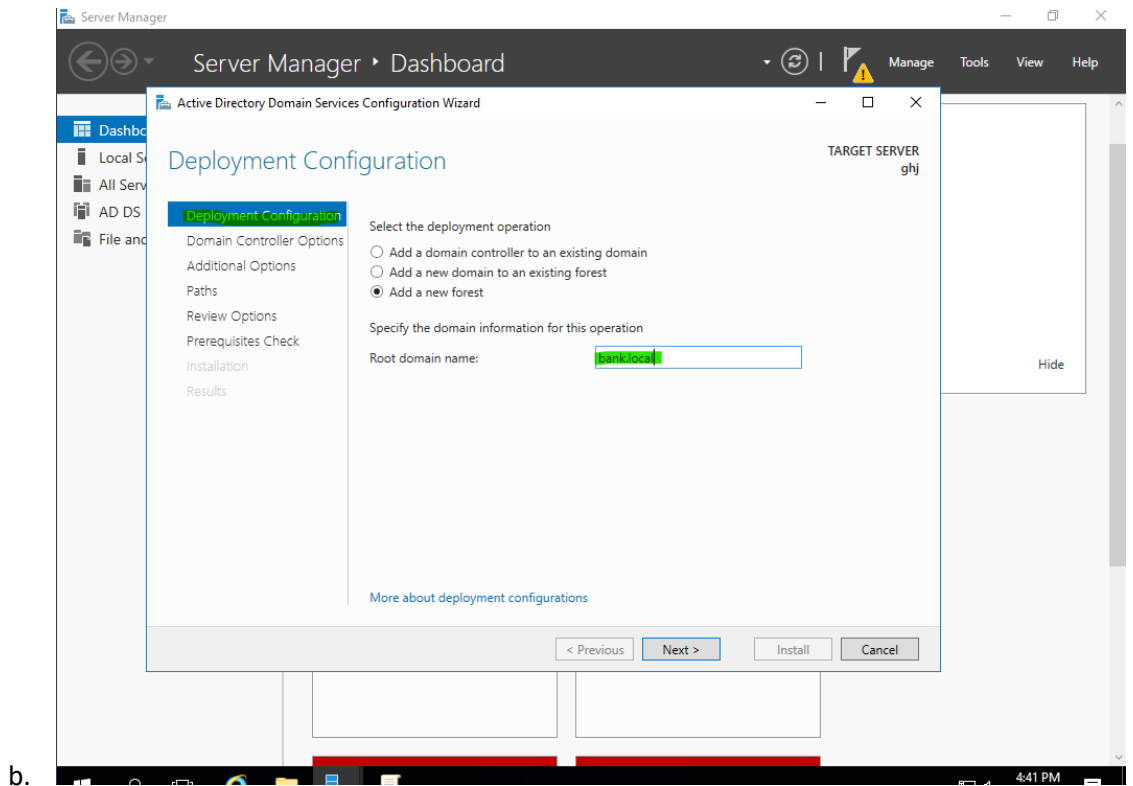 Server Manager
Server Manager ‣ Dashboard
Manage Tools View Help
Active Directory Domain Services Configuration Wizard
Dashbo
Local Se
All Serv
AD DS
File and
Deployment Configuration
TARGET SERVER
ghj
Deployment Configuration
Domain Controller Options
Additional Options
Paths
Review Options
Prerequisites Check
Installation
Results
Select the deployment operation
Add a domain controller to an existing domain
Add a new domain to an existing forest
Add a new forest
Specify the domain information for this operation
Root domain name: bank.local
More about deployment configurations
Hide
< Previous Next > Install Cancel
b.
4:41 PM